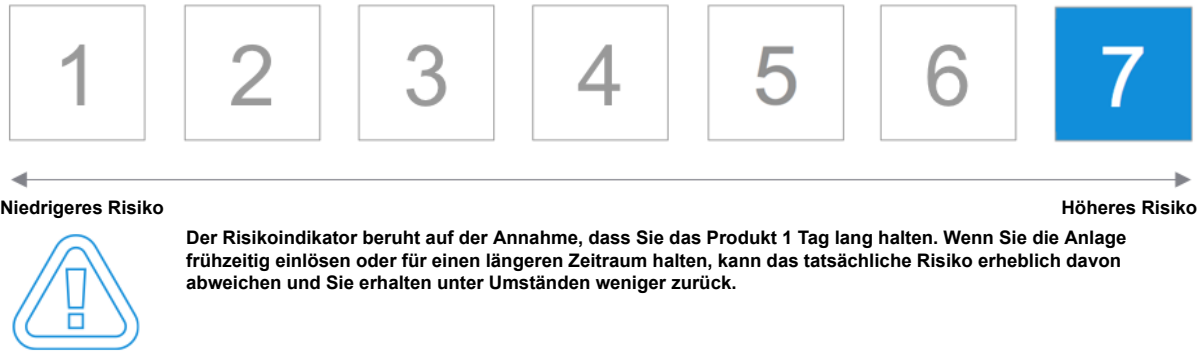 1 2 3 4 5 6 7
Niedrigeres Risiko Höheres Risiko
Der Risikoindikator beruht auf der Annahme, dass Sie das Produkt 1 Tag lang halten. Wenn Sie die Anlage
frühzeitig einlösen oder für einen längeren Zeitraum halten, kann das tatsächliche Risiko erheblich davon
abweichen und Sie erhalten unter Umständen weniger zurück.